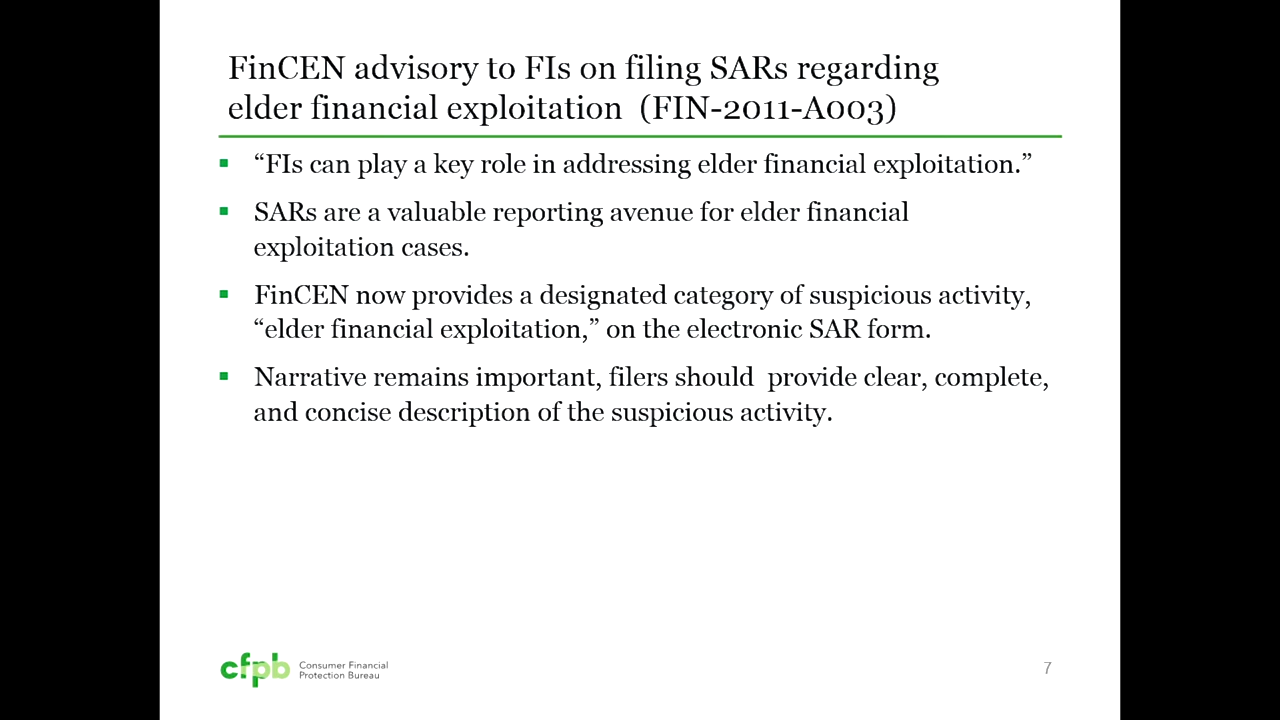 FinCEN advisory to FIs on filing SARs regarding
elder financial exploitation (FIN-2011-A003)
“FIs can play a key role in addressing elder financial exploitation.”
SARs are a valuable reporting avenue for elder financial
exploitation cases.
FinCEN now provides a designated category of suspicious activity,
“elder financial exploitation,” on the electronic SAR form.
Narrative remains important, filers should provide clear, complete,
and concise description of the suspicious activity.
cfpb Consumer Financial
Protection Bureau
7